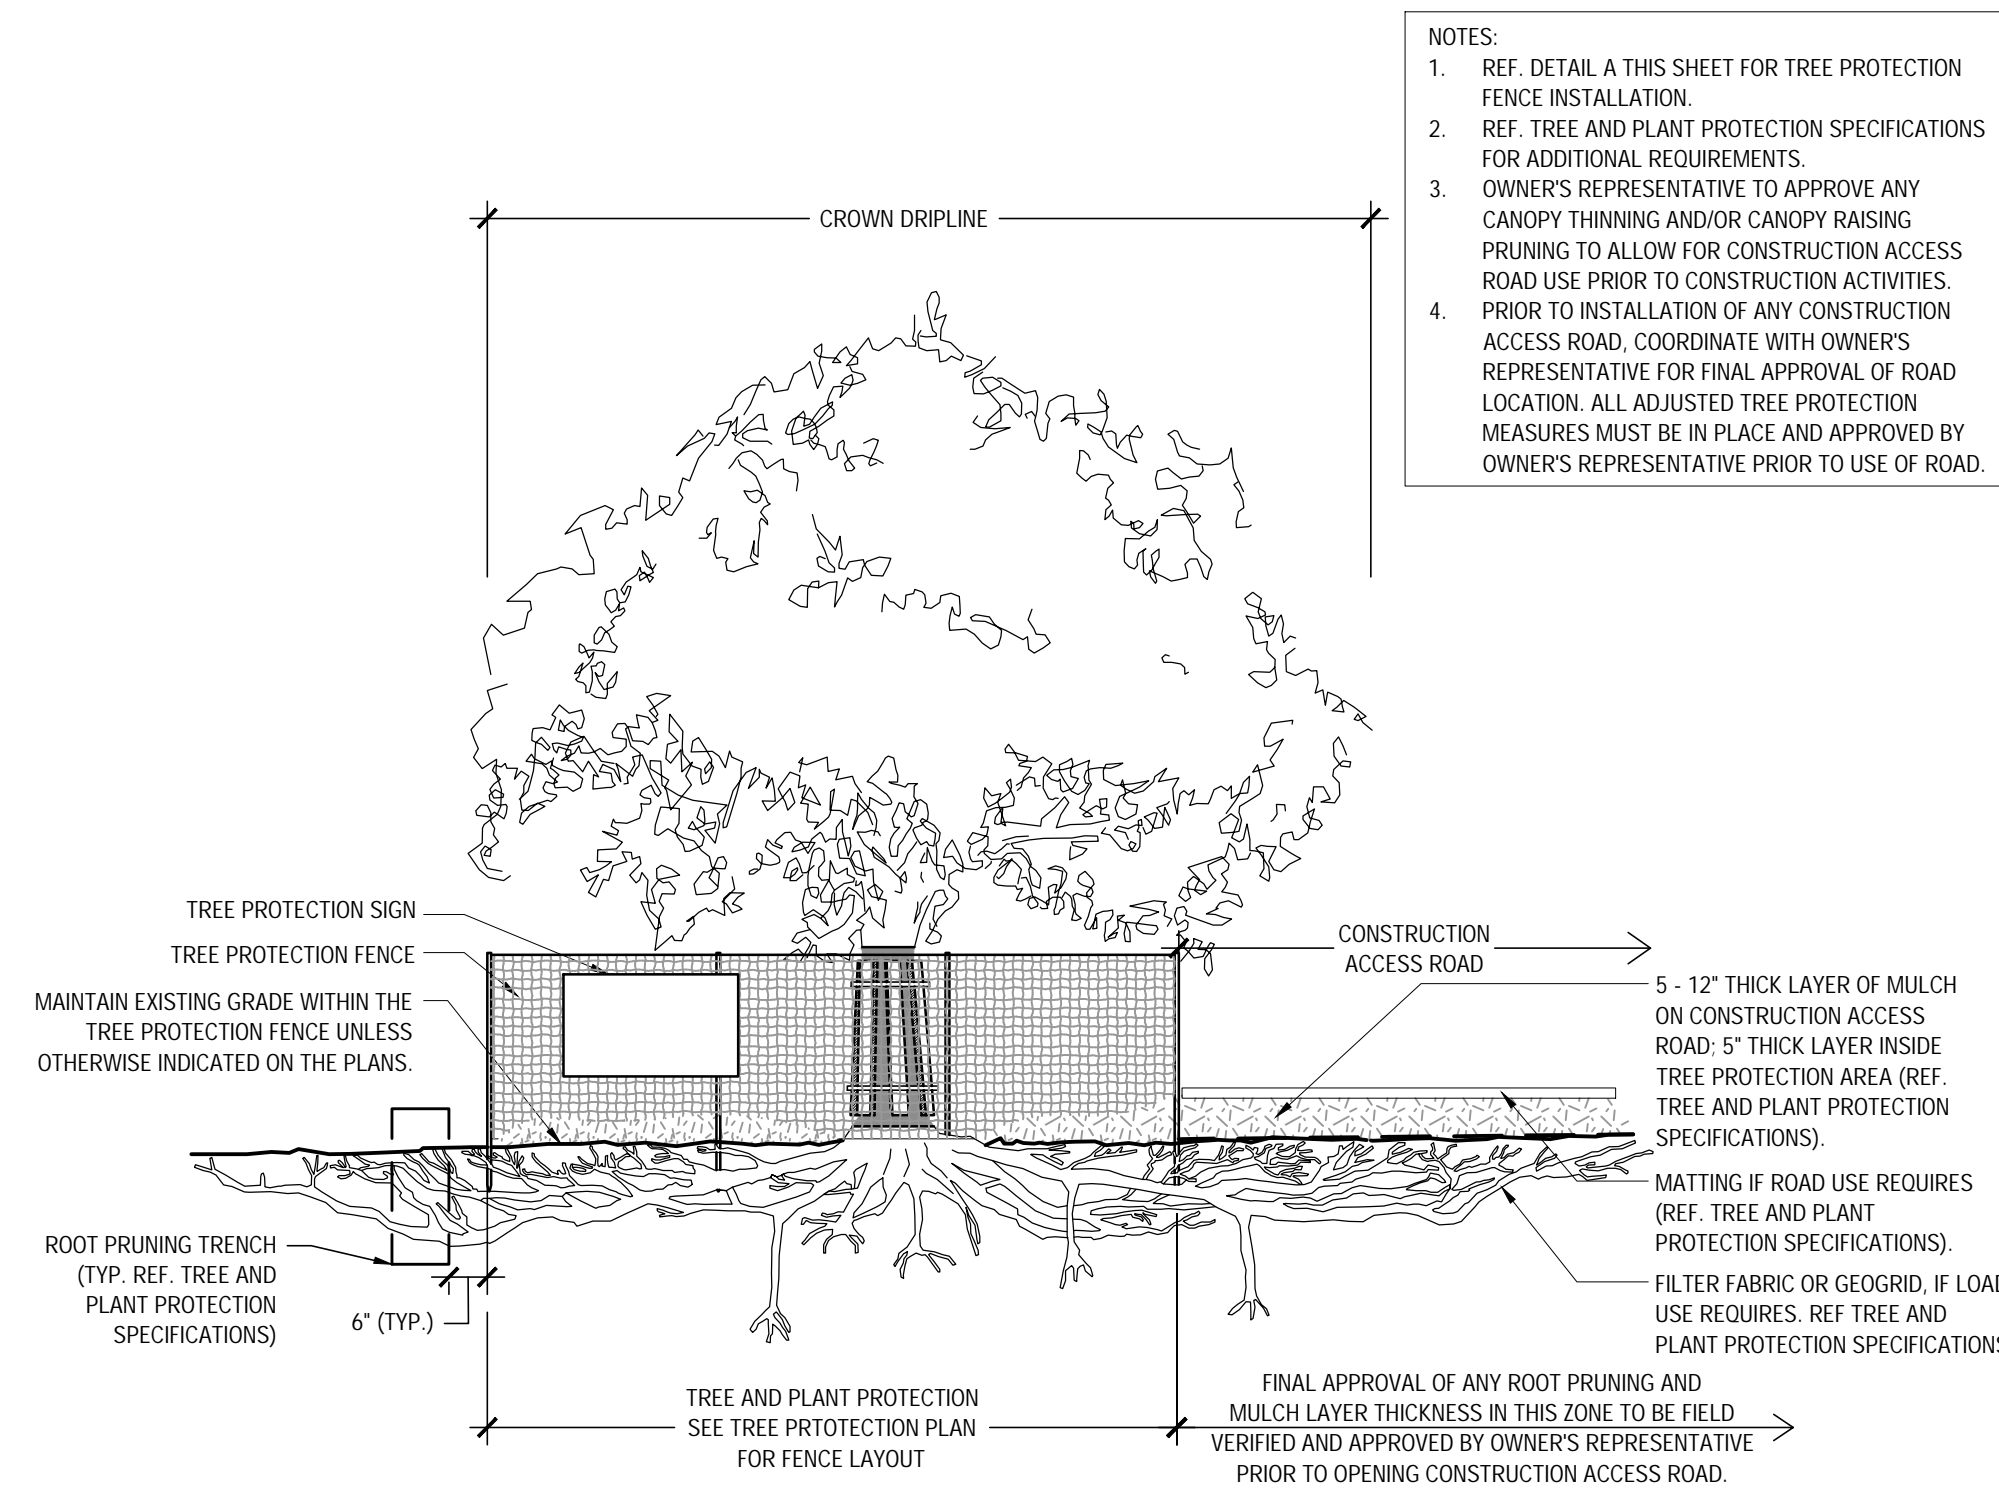 NOTES:
1. REF. DETAIL A THIS SHEET FOR TREE PROTECTION
FENCE INSTALLATION.
2. REF. TREE AND PLANT PROTECTION SPECIFICATIONS
FOR ADDITIONAL REQUIREMENTS.
3. OWNER'S REPRESENTATIVE TO APPROVE ANY
CANOPY THINNING AND/OR CANOPY RAISING
PRUNING TO ALLOW FOR CONSTRUCTION ACCESS
ROAD USE PRIOR TO CONSTRUCTION ACTIVITIES.
4. PRIOR TO INSTALLATION OF ANY CONSTRUCTION
ACCESS ROAD, COORDINATE WITH OWNER'S
REPRESENTATIVE FOR FINAL APPROVAL OF ROAD
LOCATION. ALL ADJUSTED TREE PROTECTION
MEASURES MUST BE IN PLACE AND APPROVED BY
OWNER'S REPRESENTATIVE PRIOR TO USE OF ROAD.
CROWN DRIPLINE
TREE PROTECTION SIGN
TREE PROTECTION FENCE
MAINTAIN EXISTING GRADE WITHIN THE
TREE PROTECTION FENCE UNLESS
OTHERWISE INDICATED ON THE PLANS.
ROOT PRUNING TRENCH
(TYP. REF. TREE AND
PLANT PROTECTION
SPECIFICATIONS)
6" (TYP.)
CONSTRUCTION
ACCESS ROAD
5 - 12" THICK LAYER OF MULCH
ON CONSTRUCTION ACCESS
ROAD; 5" THICK LAYER INSIDE
TREE PROTECTION AREA (REF.
TREE AND PLANT PROTECTION
SPECIFICATIONS).
MATTING IF ROAD USE REQUIRES
(REF. TREE AND PLANT
PROTECTION SPECIFICATIONS).
FILTER FABRIC OR GEOGRID, IF LOAD
USE REQUIRES. REF TREE AND
PLANT PROTECTION SPECIFICATIONS
TREE AND PLANT PROTECTION
SEE TREE PRTOTECTION PLAN
FOR FENCE LAYOUT
FINAL APPROVAL OF ANY ROOT PRUNING AND
MULCH LAYER THICKNESS IN THIS ZONE TO BE FIELD
VERIFIED AND APPROVED BY OWNER'S REPRESENTATIVE
PRIOR TO OPENING CONSTRUCTION ACCESS ROAD.